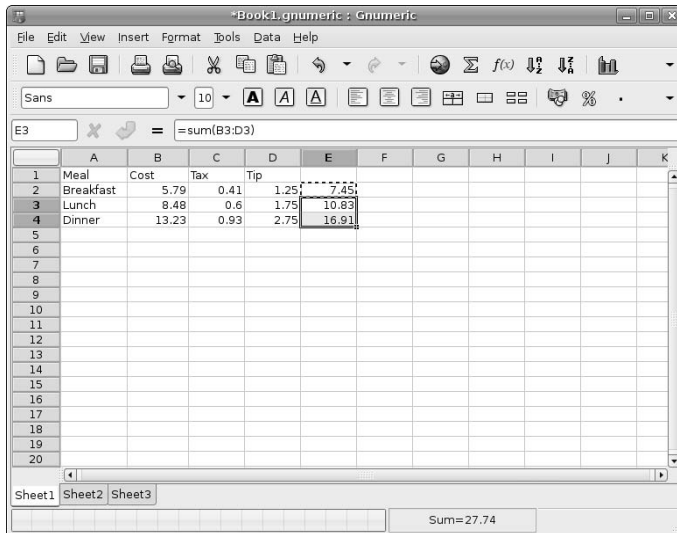 *Book1.gnumeric : Gnumeric
File Edit View Insert Format Tools Data Help
f(x)
Sans 10 A A A %
E3 = =sum(B3:D3)
A B C D E F G H I J K
1 Meal Cost Tax Tip
2 Breakfast 5.79 0.41 1.25 7.45
3 Lunch 8.48 0.6 1.75 10.83
4 Dinner 13.23 0.93 2.75 16.91
5
6
7
8
9
10
11
12
13
14
15
16
17
18
19
20
Sheet1 Sheet2 Sheet3
Sum=27.74